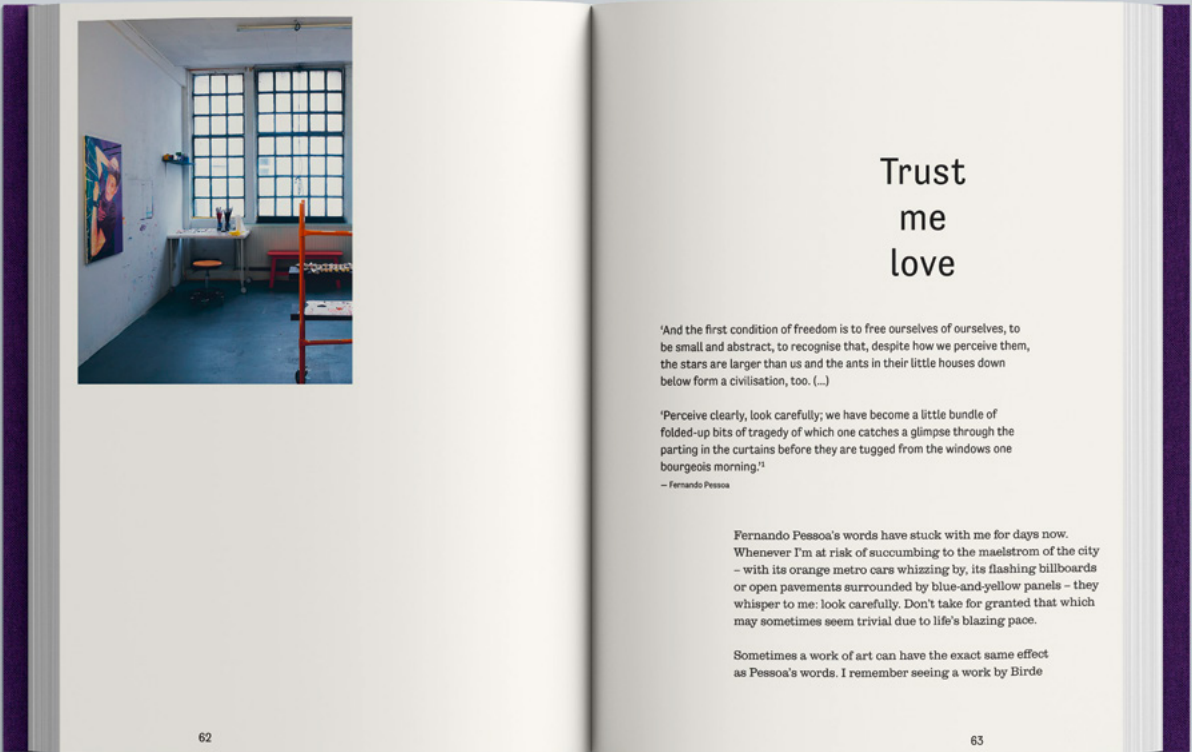 62
Trust
me
love
‘And the first condition of freedom is to free ourselves of ourselves, to
be small and abstract, to recognise that, despite how we perceive them,
the stars are larger than us and the ants in their little houses down
below form a civilisation, too. (...)
‘Perceive clearly, look carefully; we have become a little bundle of
folded-up bits of tragedy of which one catches a glimpse through the
parting in the curtains before they are tugged from the windows one
bourgeois morning.’¹
— Fernando Pessoa
Fernando Pessoa’s words have stuck with me for days now.
Whenever I’m at risk of succumbing to the maelstrom of the city
– with its orange metro cars whizzing by, its flashing billboards
or open pavements surrounded by blue-and-yellow panels – they
whisper to me: look carefully. Don’t take for granted that which
may sometimes seem trivial due to life’s blazing pace.
Sometimes a work of art can have the exact same effect
as Pessoa’s words. I remember seeing a work by Birde
63